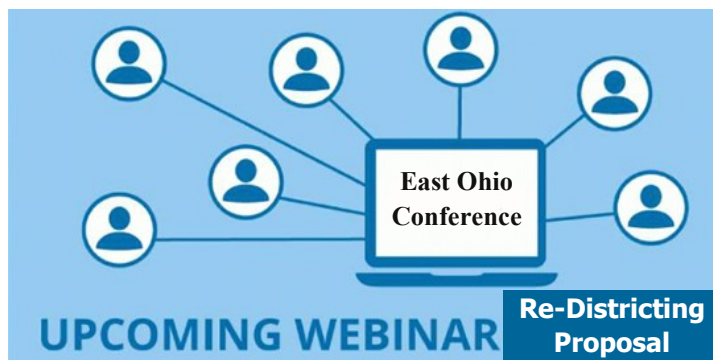 East Ohio
Conference
UPCOMING WEBINAR
Re-Districting
Proposal